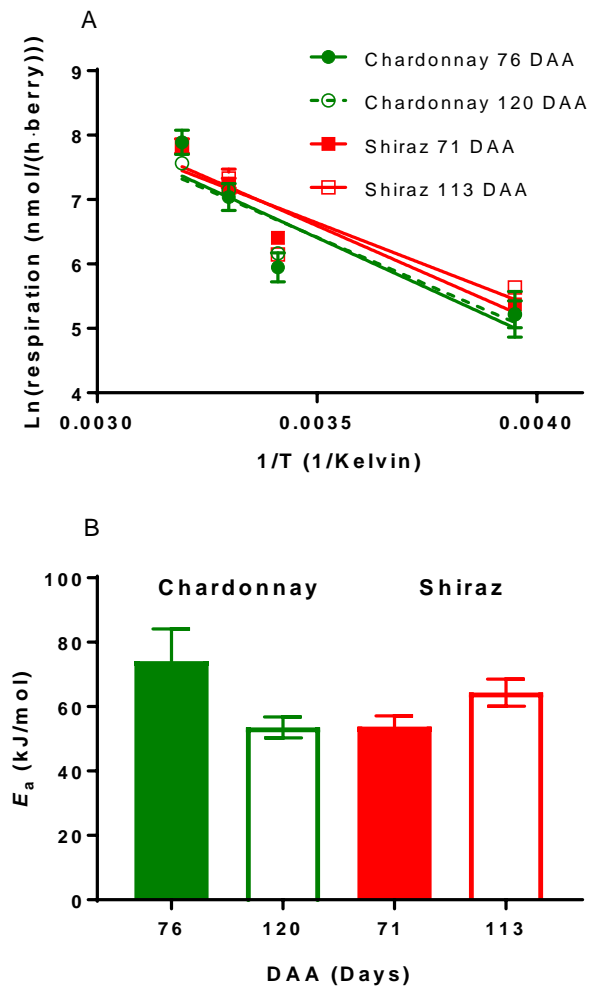 A
Chardonnay 76 DAA
Chardonnay 120 DAA
Shiraz 71 DAA
Shiraz 113 DAA
Ln(respiration (nmol/(h·berry)))
9
8
7
6
5
4
0.0030 0.0035 0.0040
1/T (1/Kelvin)
B
Chardonnay Shiraz
Ea (kJ/mol)
100
80
60
40
20
0
76 120 71 113
DAA (Days)